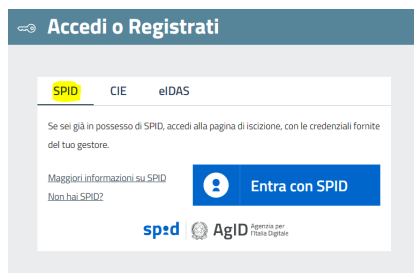 Accedi o Registrati
SPID CIE eIDAS
Se sei già in possesso di SPID, accedi alla pagina di iscizione, con le credenziali fornite
del tuo gestore.
Maggiori informazioni su SPID
Non hai SPID?
Entra con SPID
spid AgID Agenzia per
l'Italia Digitale